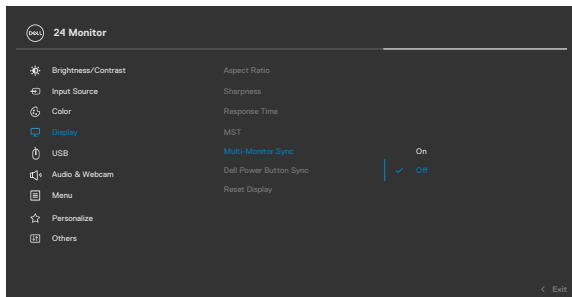 DELL 24 Monitor
Brightness/Contrast
Input Source
Color
Display
USB
Audio & Webcam
Menu
Personalize
Others
Aspect Ratio
Sharpness
Response Time
MST
Multi-Monitor Sync
Dell Power Button Sync
Reset Display
On
Off
Exit